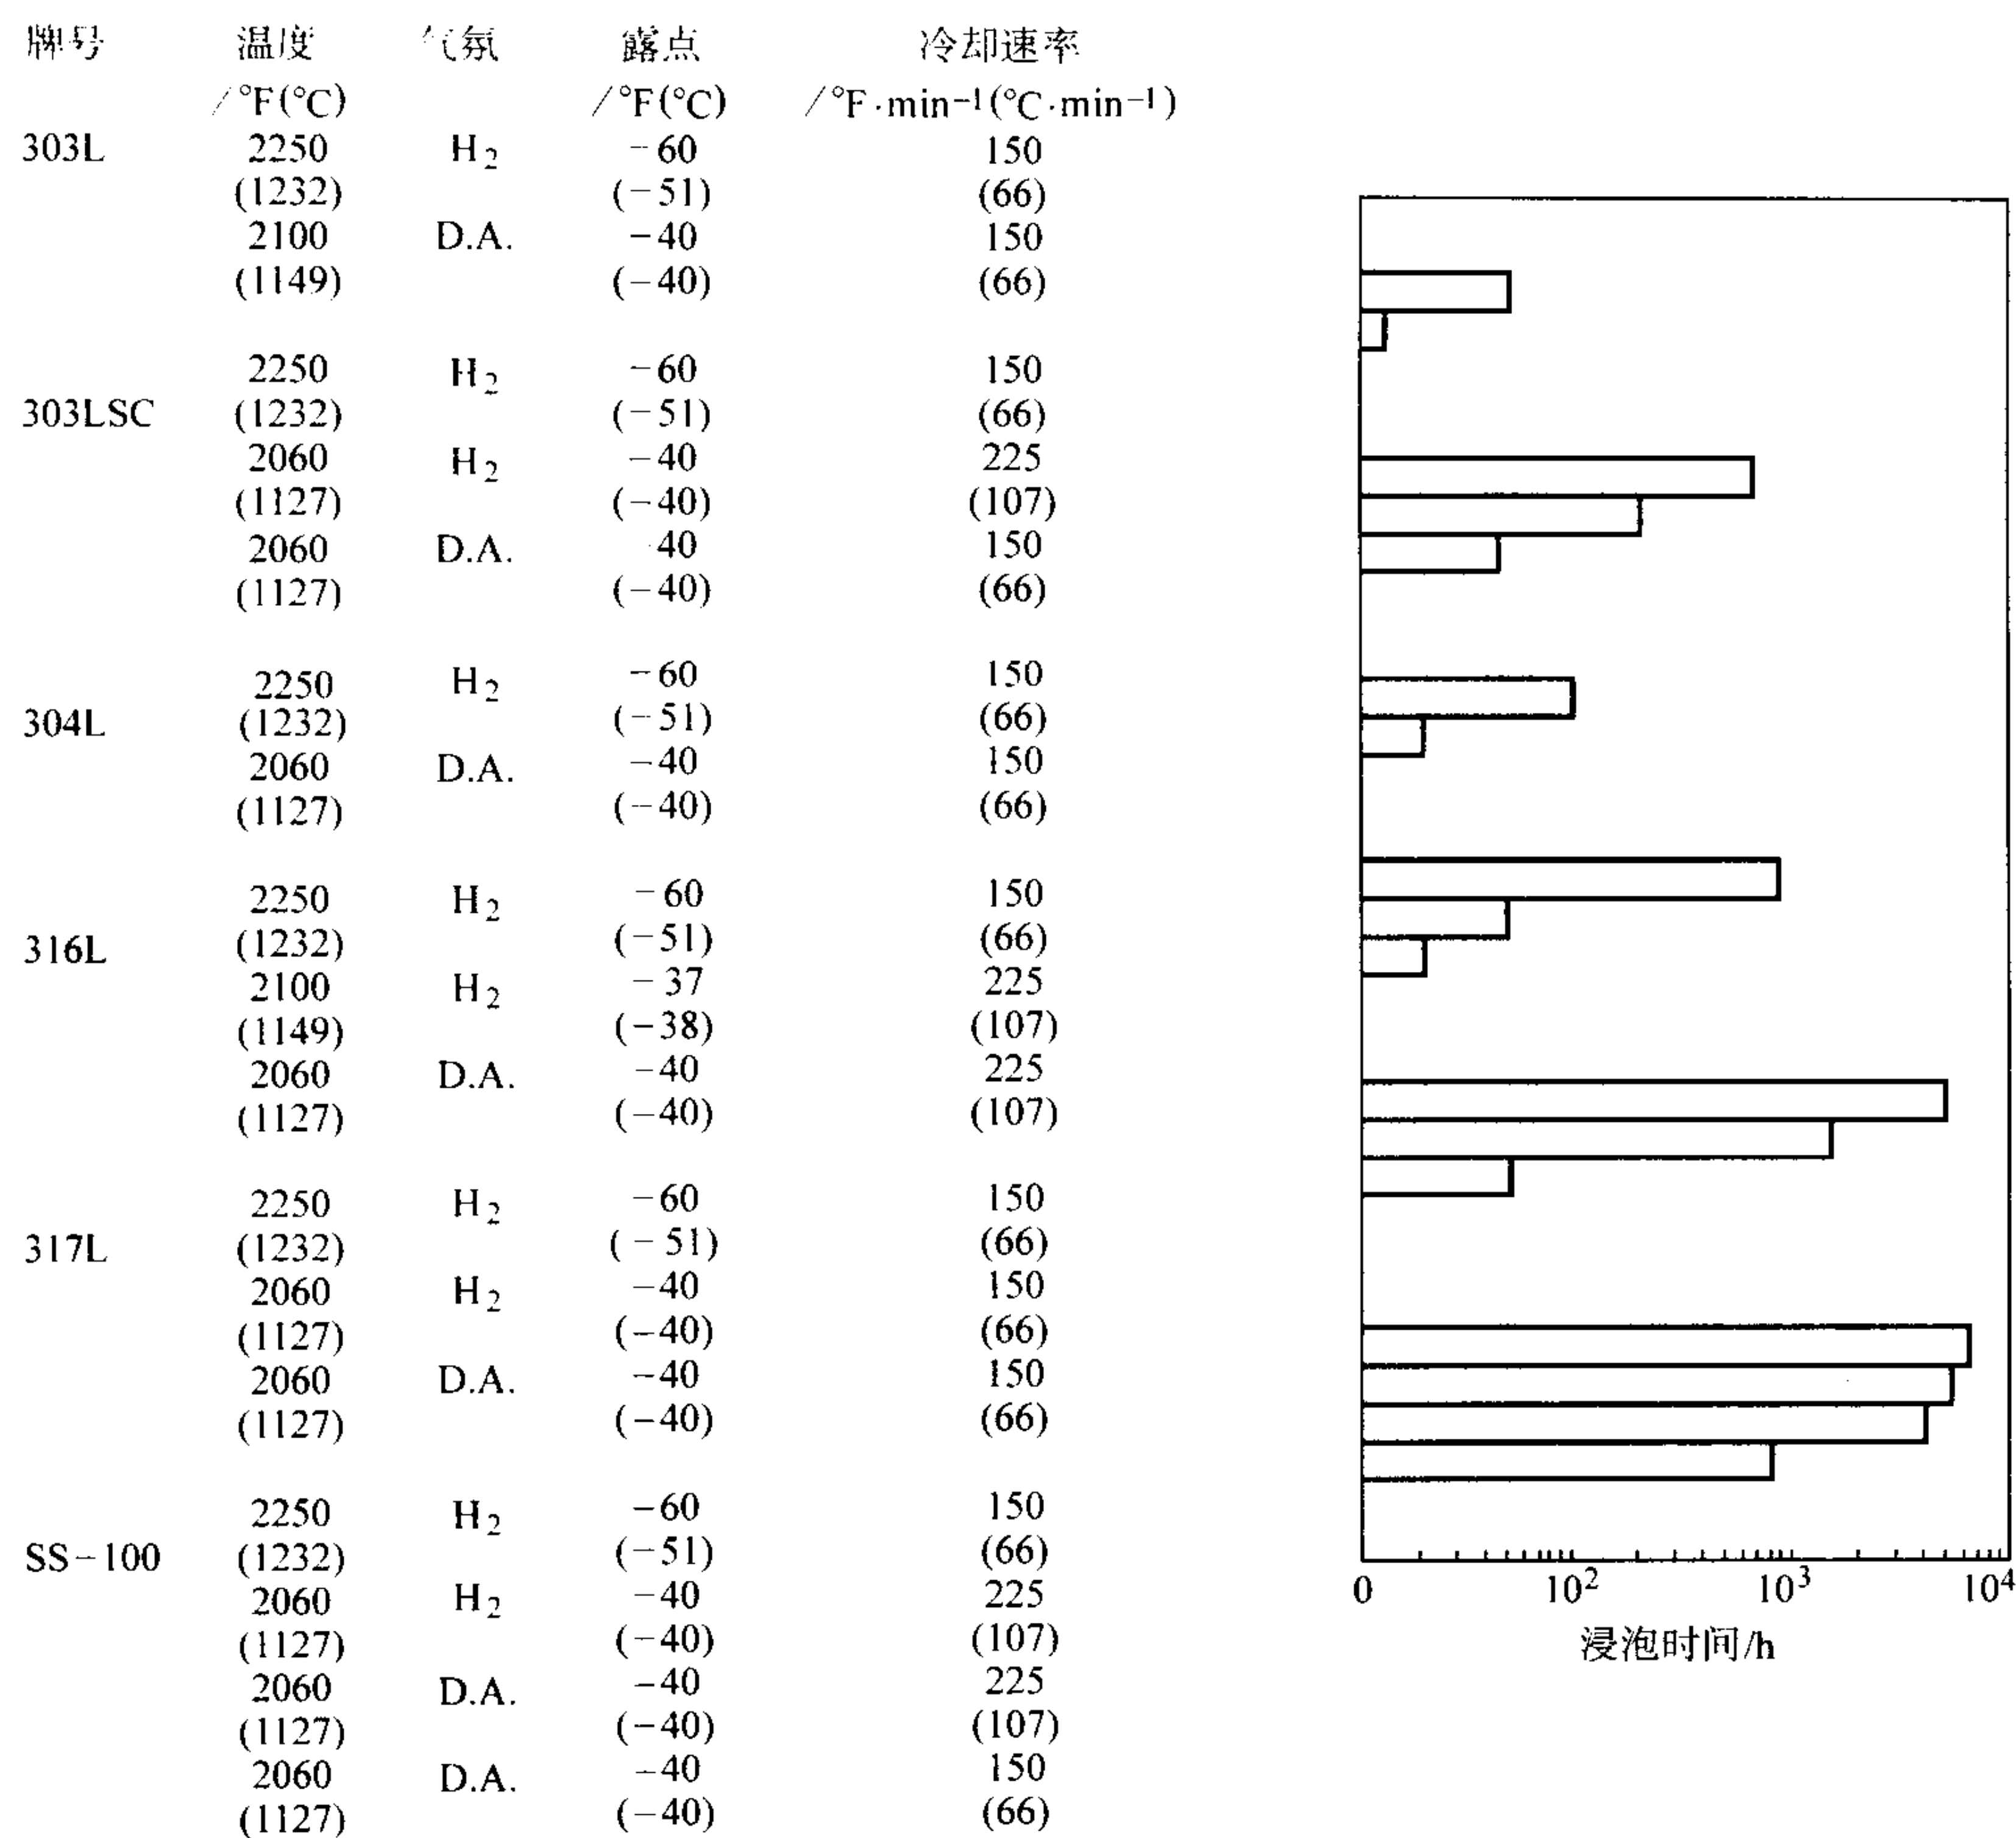 牌号 温度 气氛 露点 冷却速率
/°F(°C) /°F(°C) /°F·min⁻¹(°C·min⁻¹)
303L 2250 H₂ -60 150
(1232) (-51) (66)
2100 D.A. -40 150
(1149) (-40) (66)
2250 H₂ -60 150
303LSC (1232) (-51) (66)
2060 H₂ -40 225
(1127) (-40) (107)
2060 D.A. 40 150
(1127) (-40) (66)
2250 H₂ -60 150
304L (1232) (-51) (66)
2060 D.A. -40 150
(1127) (-40) (66)
2250 H₂ -60 150
316L (1232) (-51) (66)
2100 H₂ -37 225
(1149) (-38) (107)
2060 D.A. -40 225
(1127) (-40) (107)
2250 H₂ -60 150
317L (1232) (-51) (66)
2060 H₂ -40 150
(1127) (-40) (66)
2060 D.A. -40 150
(1127) (-40) (66)
2250 H₂ -60 150
SS-100 (1232) (-51) (66)
2060 H₂ -40 225
(1127) (-40) (107)
2060 D.A. -40 225
(1127) (-40) (107)
2060 D.A. -40 150
(1127) (-40) (66)
0 10² 10³ 10⁴
浸泡时间/h